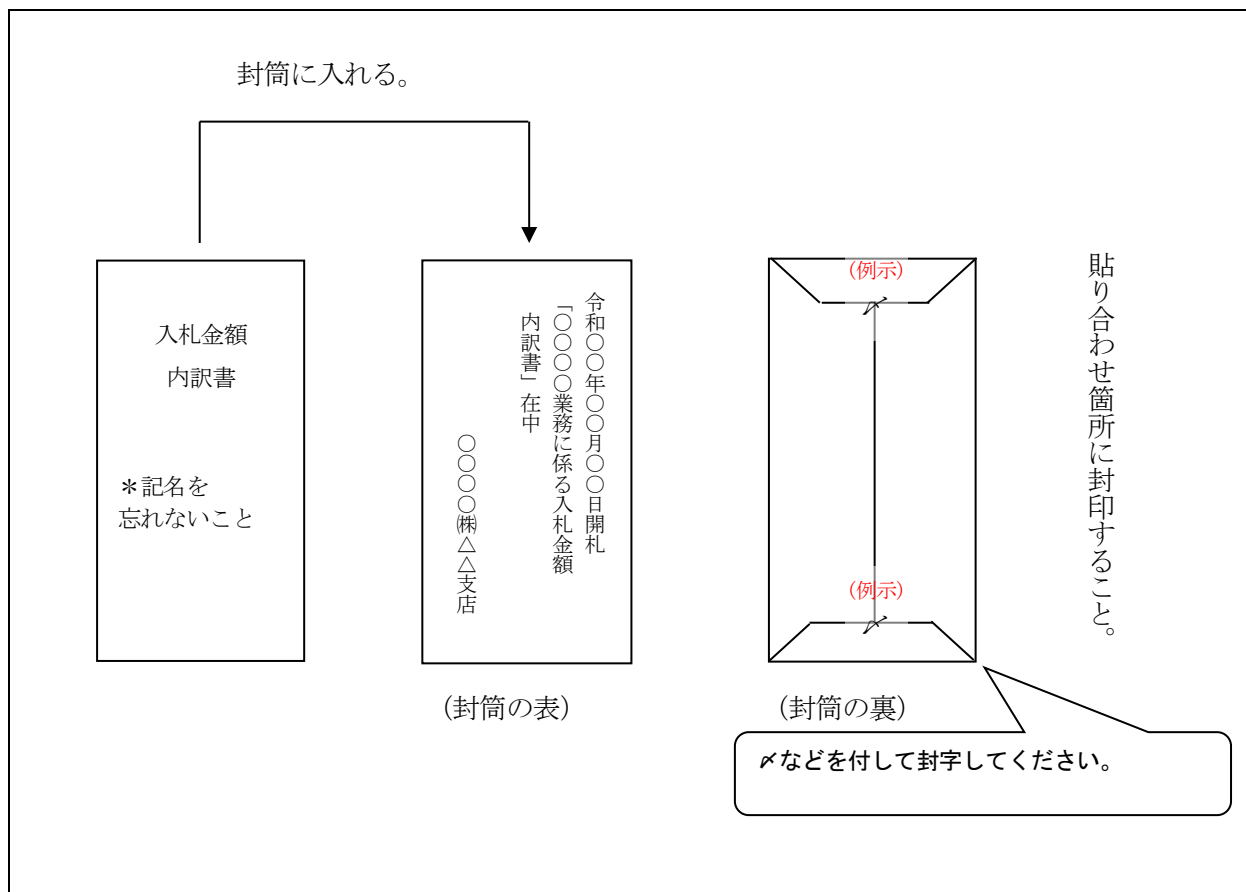 封筒に入れる。
入札金額
内訳書
＊記名を
忘れないこと
令和〇〇年〇〇月〇〇日開札
「〇〇〇〇業務に係る入札金額
内訳書」在中
〇〇〇〇㈱△△支店
(封筒の表)
(例示)
〆
(例示)
〆
(封筒の裏)
貼り合わせ箇所に封印すること。
〆などを付して封字してください。